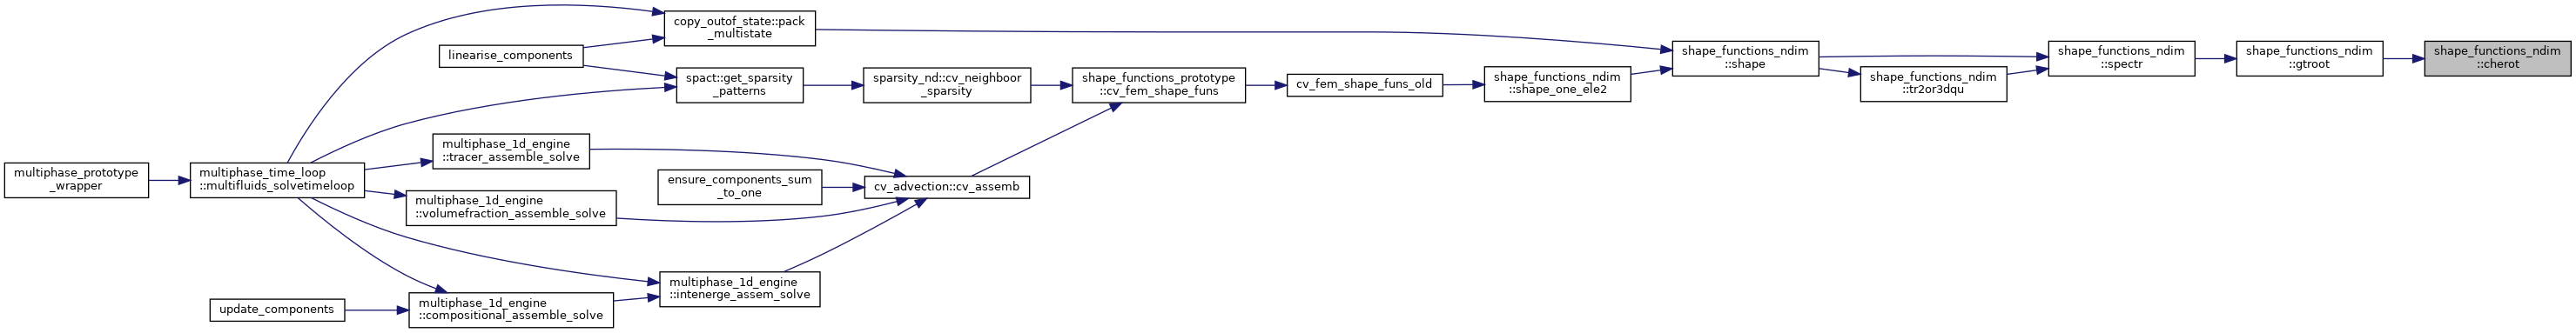 multiphase_prototype
_wrapper
multiphase_time_loop
::multifluids_solvetimeloop
copy_outof_state::pack
_multistate
linearise_components
spact::get_sparsity
_patterns
multiphase_1d_engine
::tracer_assemble_solve
multiphase_1d_engine
::volumefraction_assemble_solve
ensure_components_sum
_to_one
multiphase_1d_engine
::intenerge_assem_solve
update_components
multiphase_1d_engine
::compositional_assemble_solve
sparsity_nd::cv_neighboor
_sparsity
cv_advection::cv_assemb
shape_functions_prototype
::cv_fem_shape_funs
cv_fem_shape_funs_old
shape_functions_ndim
::shape_one_ele2
shape_functions_ndim
::shape
shape_functions_ndim
::tr2or3dqu
shape_functions_ndim
::spectr
shape_functions_ndim
::gtroot
shape_functions_ndim
::cherot